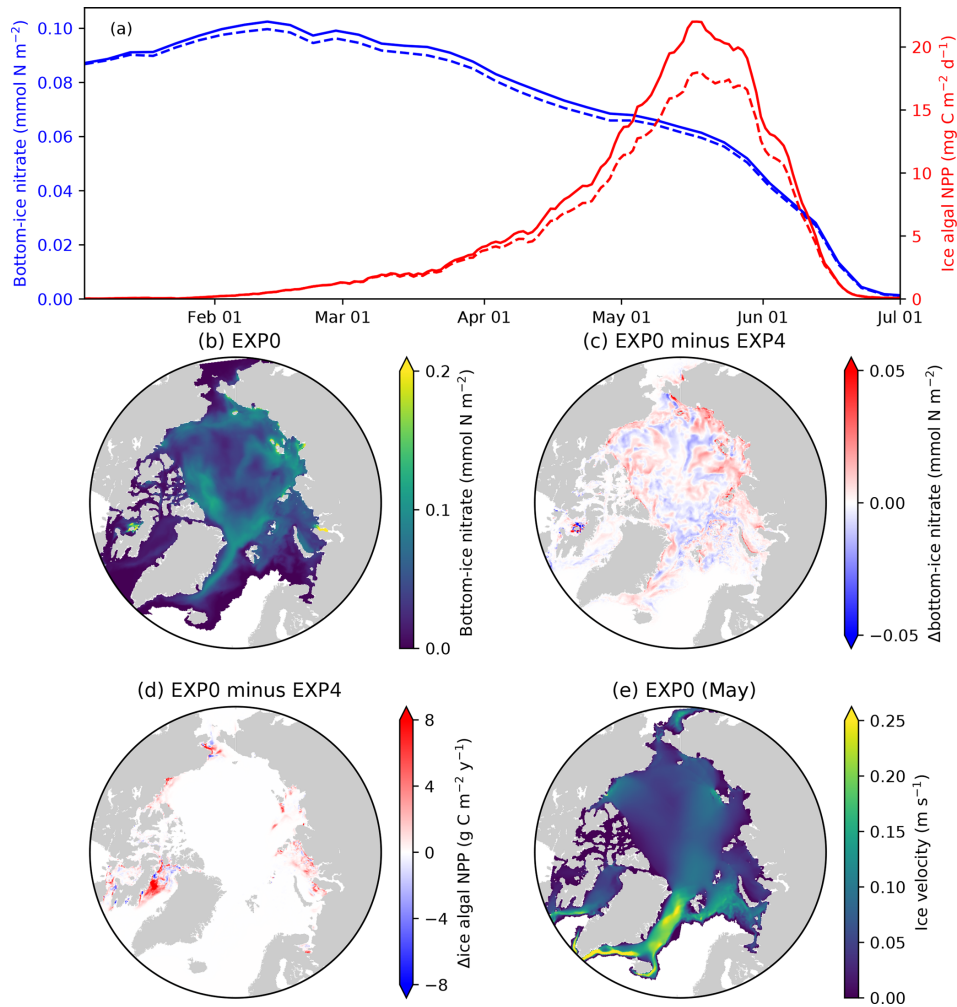 (a)
Bottom-ice nitrate (mmol N m⁻²)
0.10
0.08
0.06
0.04
0.02
0.00
20
15
10
5
0
Ice algal NPP (mg C m⁻² d⁻¹)
Feb 01 Mar 01 Apr 01 May 01 Jun 01 Jul 01
(b) EXP0
0.2
0.1
0.0
Bottom-ice nitrate (mmol N m⁻²)
(c) EXP0 minus EXP4
0.05
0.00
−0.05
Δbottom-ice nitrate (mmol N m⁻²)
(d) EXP0 minus EXP4
8
4
0
−4
−8
Δice algal NPP (g C m⁻² y⁻¹)
(e) EXP0 (May)
0.25
0.20
0.15
0.10
0.05
0.00
Ice velocity (m s⁻¹)